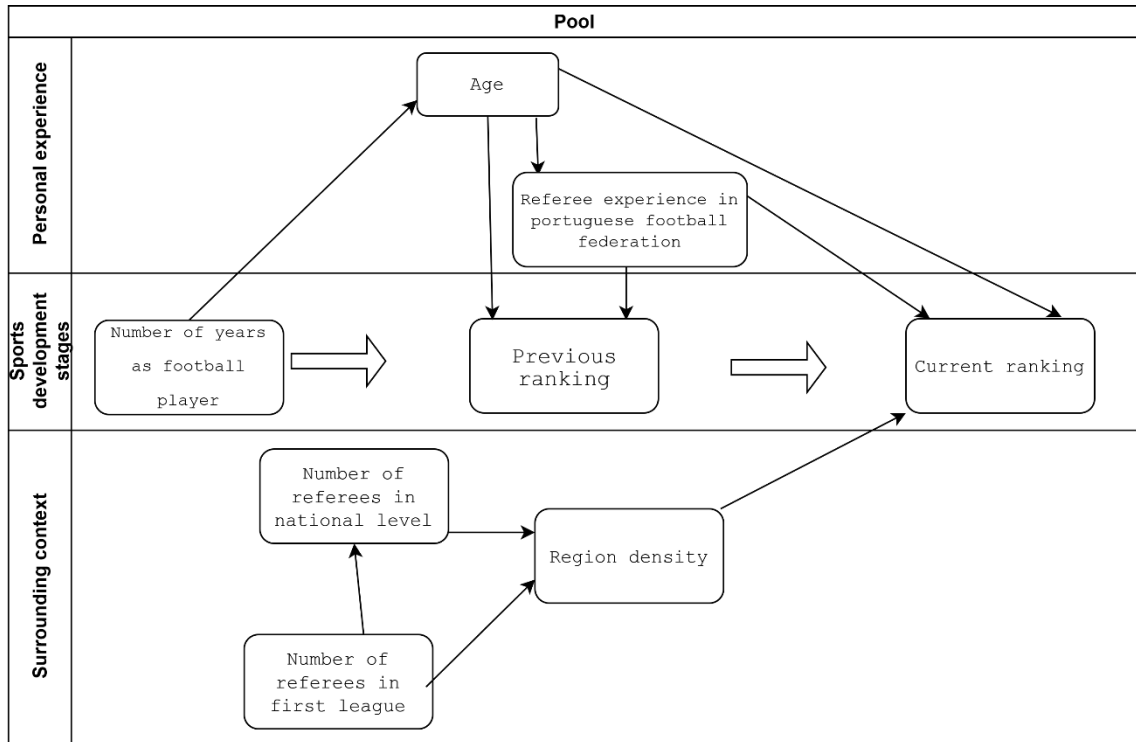 Pool
Personal experience
Age
Referee experience in
portuguese football
federation
Sports
development
stages
Number of years
as football
player
Previous
ranking
Current ranking
Surrounding context
Number of
referees in
national level
Region density
Number of
referees in
first league